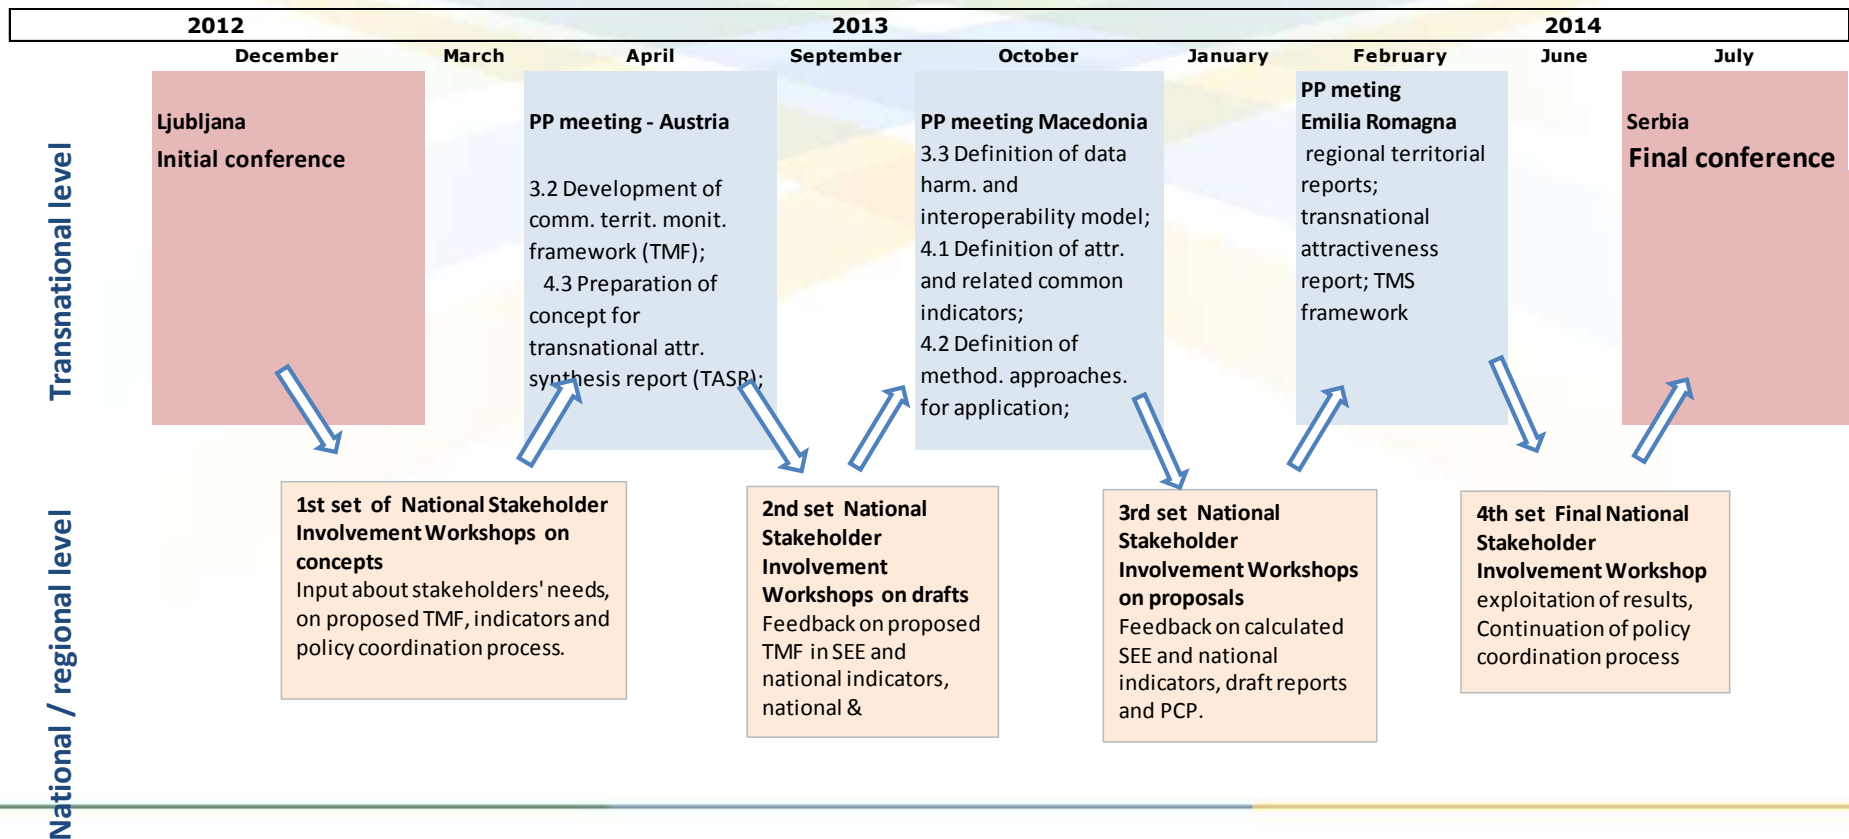 2012 2013 2014
December March April September October January February June July
Transnational level
Ljubljana
Initial conference
PP meeting - Austria
3.2 Development of
comm. territ. monit.
framework (TMF);
4.3 Preparation of
concept for
transnational attr.
synthesis report (TASR);
PP meeting Macedonia
3.3 Definition of data
harm. and
interoperability model;
4.1 Definition of attr.
and related common
indicators;
4.2 Definition of
method. approaches.
for application;
PP meting
Emilia Romagna
regional territorial
reports;
transnational
attractiveness
report; TMS
framework
Serbia
Final conference
National / regional level
1st set of National Stakeholder
Involvement Workshops on
concepts
Input about stakeholders' needs,
on proposed TMF, indicators and
policy coordination process.
2nd set National
Stakeholder
Involvement
Workshops on drafts
Feedback on proposed
TMF in SEE and
national indicators,
national &
3rd set National
Stakeholder
Involvement Workshops
on proposals
Feedback on calculated
SEE and national
indicators, draft reports
and PCP.
4th set Final National
Stakeholder
Involvement Workshop
exploitation of results,
Continuation of policy
coordination process